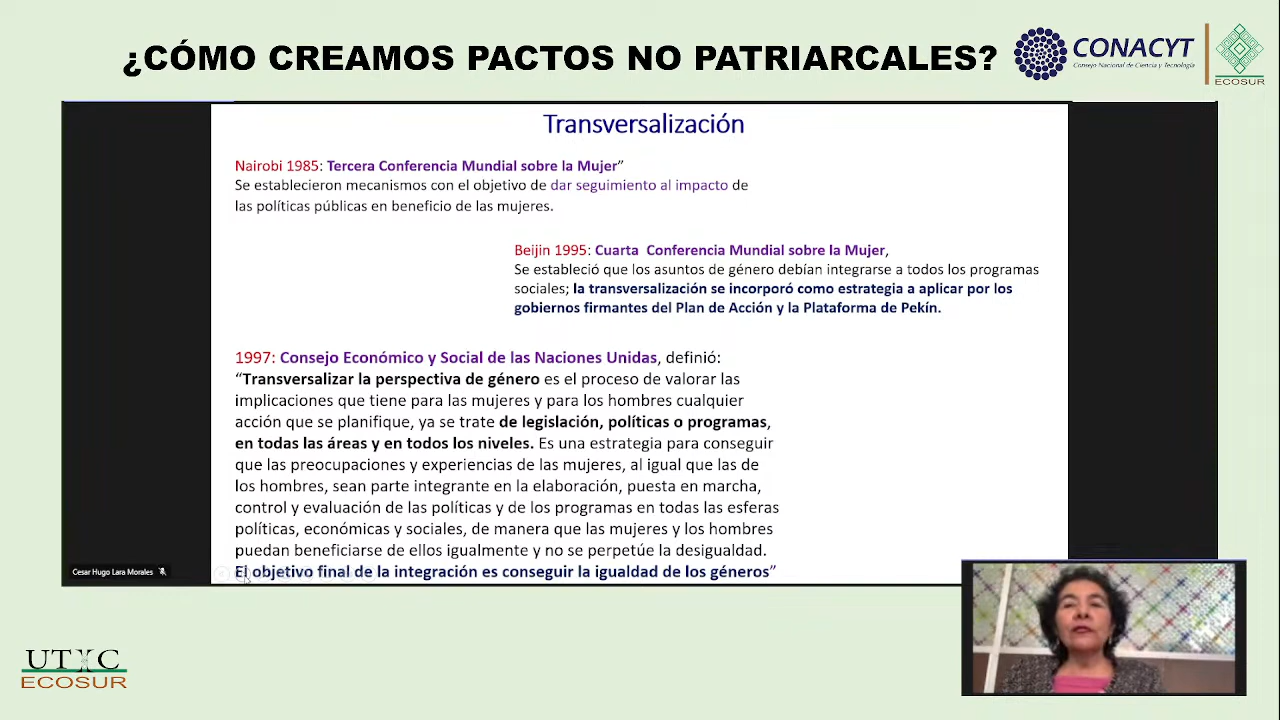 ¿CÓMO CREAMOS PACTOS NO PATRIARCALES?
CONACYT
Consejo Nacional de Ciencia y Tecnología
ECOSUR
Transversalización
Nairobi 1985: Tercera Conferencia Mundial sobre la Mujer”
Se establecieron mecanismos con el objetivo de dar seguimiento al impacto de
las políticas públicas en beneficio de las mujeres.
Beijin 1995: Cuarta Conferencia Mundial sobre la Mujer,
Se estableció que los asuntos de género debían integrarse a todos los programas
sociales; la transversalización se incorporó como estrategia a aplicar por los
gobiernos firmantes del Plan de Acción y la Plataforma de Pekín.
1997: Consejo Económico y Social de las Naciones Unidas, definió:
“Transversalizar la perspectiva de género es el proceso de valorar las
implicaciones que tiene para las mujeres y para los hombres cualquier
acción que se planifique, ya se trate de legislación, políticas o programas,
en todas las áreas y en todos los niveles. Es una estrategia para conseguir
que las preocupaciones y experiencias de las mujeres, al igual que las de
los hombres, sean parte integrante en la elaboración, puesta en marcha,
control y evaluación de las políticas y de los programas en todas las esferas
políticas, económicas y sociales, de manera que las mujeres y los hombres
puedan beneficiarse de ellos igualmente y no se perpetúe la desigualdad.
El objetivo final de la integración es conseguir la igualdad de los géneros”
Cesar Hugo Lara Morales
UTYC
ECOSUR